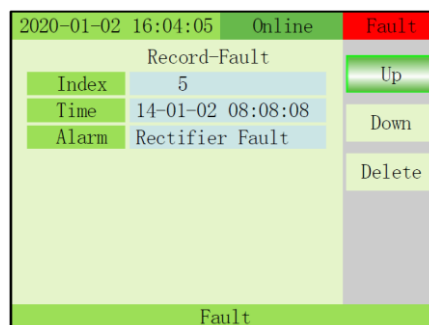 2020-01-02 16:04:05 Online Fault
Record-Fault
Index 5
Time 14-01-02 08:08:08
Alarm Rectifier Fault
Up
Down
Delete
Fault